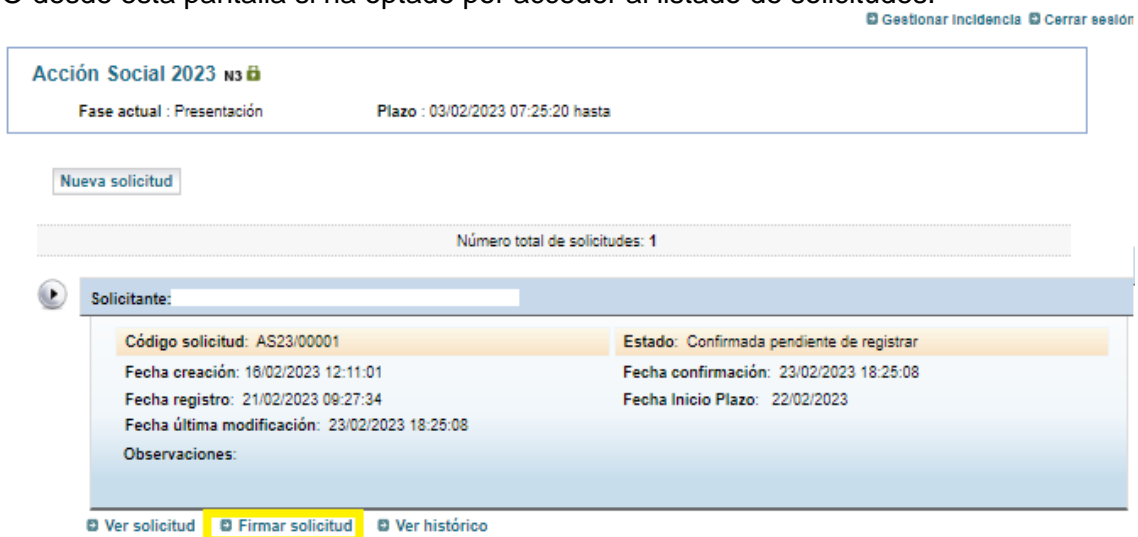 O desde esta pantalla si ha optado por acceder al listado de solicitudes.
Gestionar Incidencia Cerrar sesión
Acción Social 2023 N3
Fase actual : Presentación Plazo : 03/02/2023 07:25:20 hasta
Nueva solicitud
Número total de solicitudes: 1
Solicitante:
Código solicitud: AS23/00001 Estado: Confirmada pendiente de registrar
Fecha creación: 16/02/2023 12:11:01 Fecha confirmación: 23/02/2023 18:25:08
Fecha registro: 21/02/2023 09:27:34 Fecha Inicio Plazo: 22/02/2023
Fecha última modificación: 23/02/2023 18:25:08
Observaciones:
Ver solicitud Firmar solicitud Ver histórico